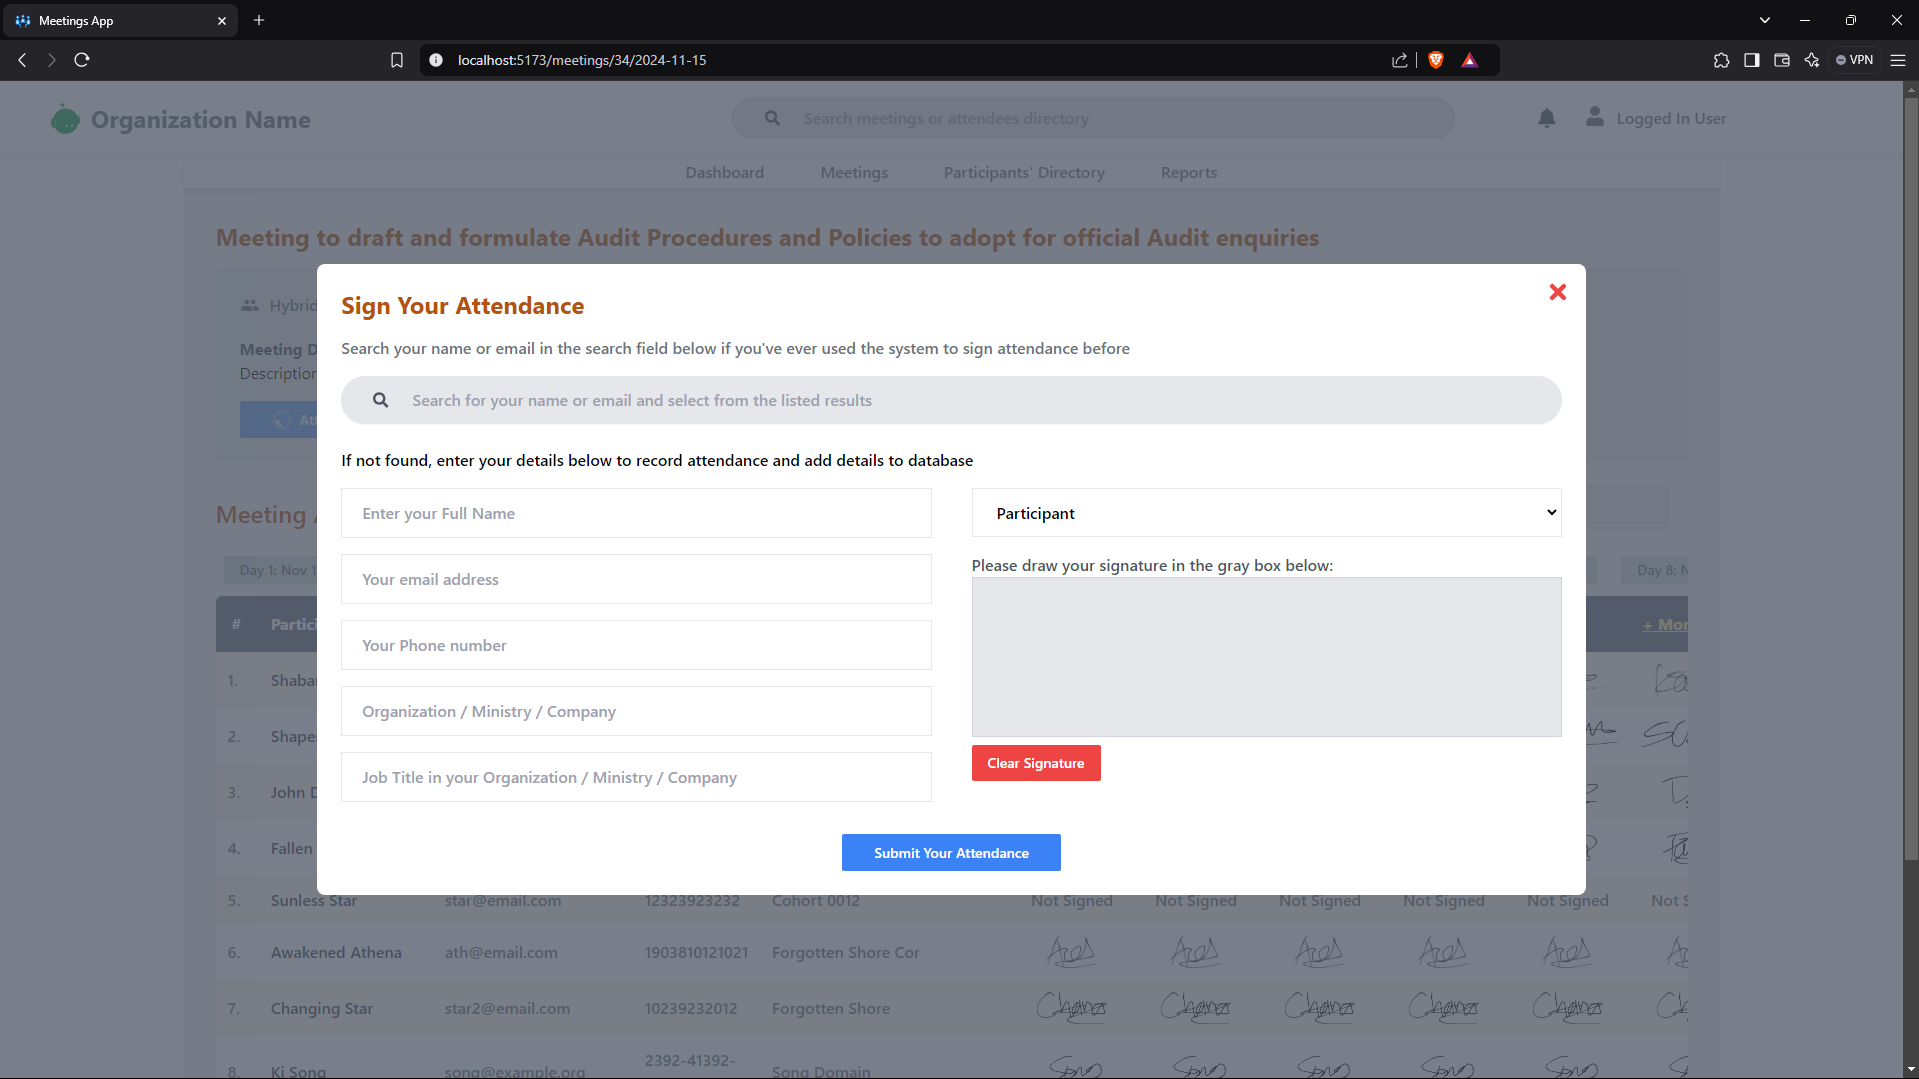 Meetings App
localhost:5173/meetings/34/2024-11-15
VPN
Organization Name
Search meetings or attendees directory
Logged In User
Dashboard Meetings Participants' Directory Reports
Meeting to draft and formulate Audit Procedures and Policies to adopt for official Audit enquiries
Hybrid
Meeting D
Description
Att
Sign Your Attendance
Search your name or email in the search field below if you've ever used the system to sign attendance before
Search for your name or email and select from the listed results
If not found, enter your details below to record attendance and add details to database
Enter your Full Name
Your email address
Your Phone number
Organization / Ministry / Company
Job Title in your Organization / Ministry / Company
Participant
Please draw your signature in the gray box below:
Clear Signature
Submit Your Attendance
Meeting
Day 1: Nov 1
Day 8: N
# Partici + Mor
1. Shaba
2. Shape
3. John D
4. Fallen
5. Sunless Star star@email.com 12323923232 Cohort 0012 Not Signed Not Signed Not Signed Not Signed Not Signed Not S
6. Awakened Athena ath@email.com 1903810121021 Forgotten Shore Cor
7. Changing Star star2@email.com 10239232012 Forgotten Shore
8. Ki Song song@example.org 2392-41392- Song Domain